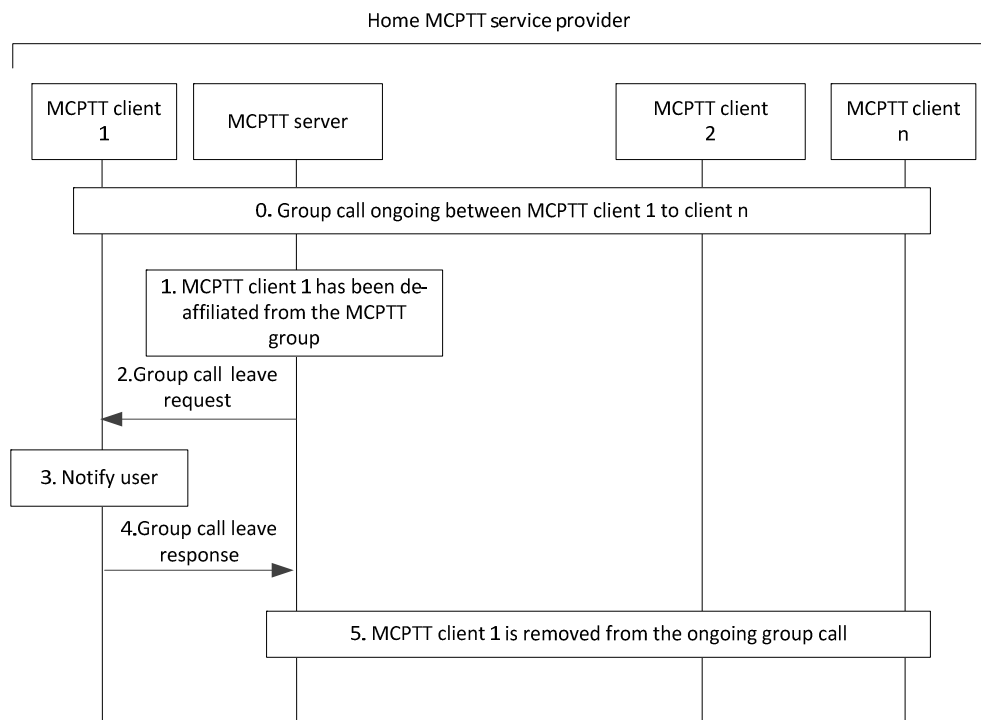 Home MCPTT service provider
MCPTT client
1
MCPTT server
MCPTT client
2
MCPTT client
n
0. Group call ongoing between MCPTT client 1 to client n
1. MCPTT client 1 has been de-
affiliated from the MCPTT
group
2.Group call leave
request
3. Notify user
4.Group call leave
response
5. MCPTT client 1 is removed from the ongoing group call